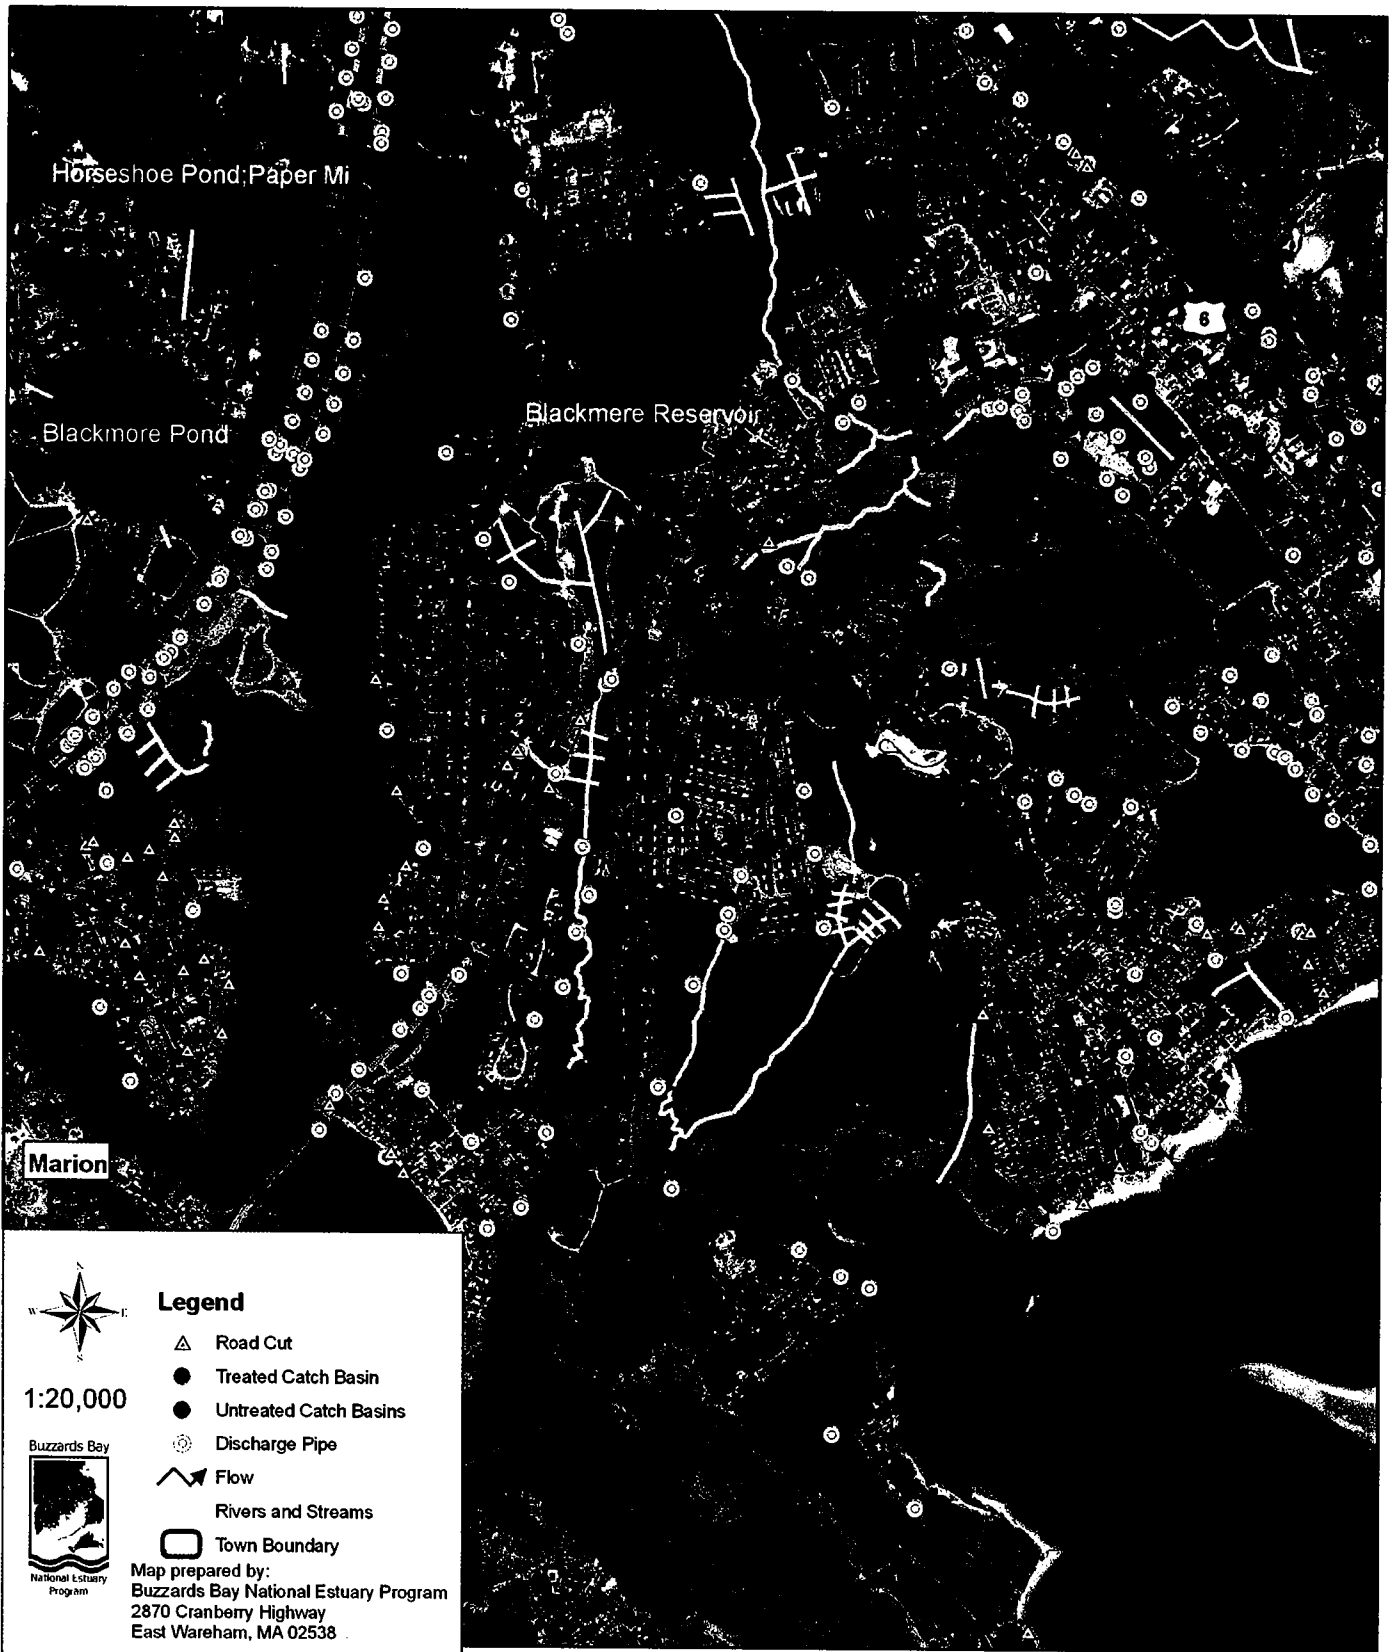 Horseshoe Pond;Paper Mi
6
Blackmere Reservoir
Blackmore Pond
Marion
N
W E
S
1:20,000
Legend
Road Cut
Treated Catch Basin
Untreated Catch Basins
Discharge Pipe
Flow
Rivers and Streams
Town Boundary
Buzzards Bay
National Estuary
Program
Map prepared by:
Buzzards Bay National Estuary Program
2870 Cranberry Highway
East Wareham, MA 02538